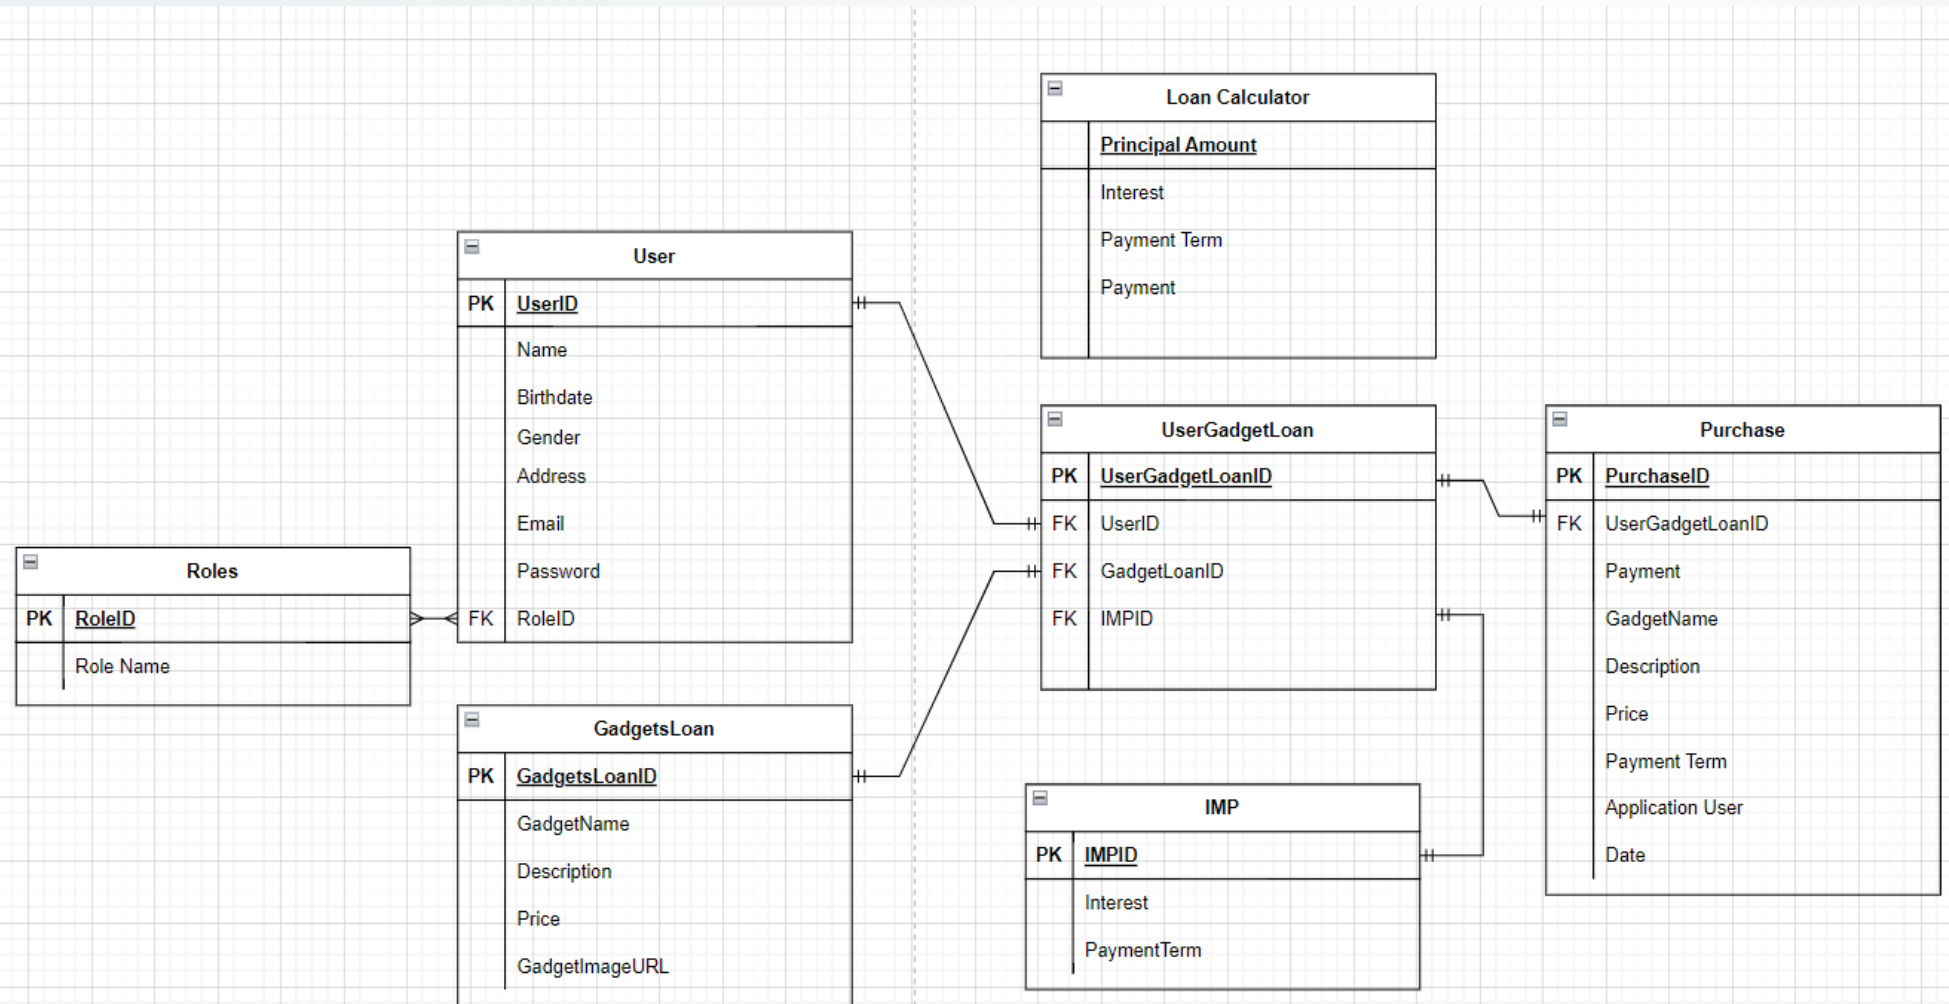 Loan Calculator
Principal Amount
Interest
Payment Term
Payment
User
PK UserID
Name
Birthdate
Gender
Address
Email
Password
FK RoleID
Roles
PK RoleID
Role Name
GadgetsLoan
PK GadgetsLoanID
GadgetName
Description
Price
GadgetImageURL
UserGadgetLoan
PK UserGadgetLoanID
FK UserID
FK GadgetLoanID
FK IMPID
IMP
PK IMPID
Interest
PaymentTerm
Purchase
PK PurchaseID
FK UserGadgetLoanID
Payment
GadgetName
Description
Price
Payment Term
Application User
Date